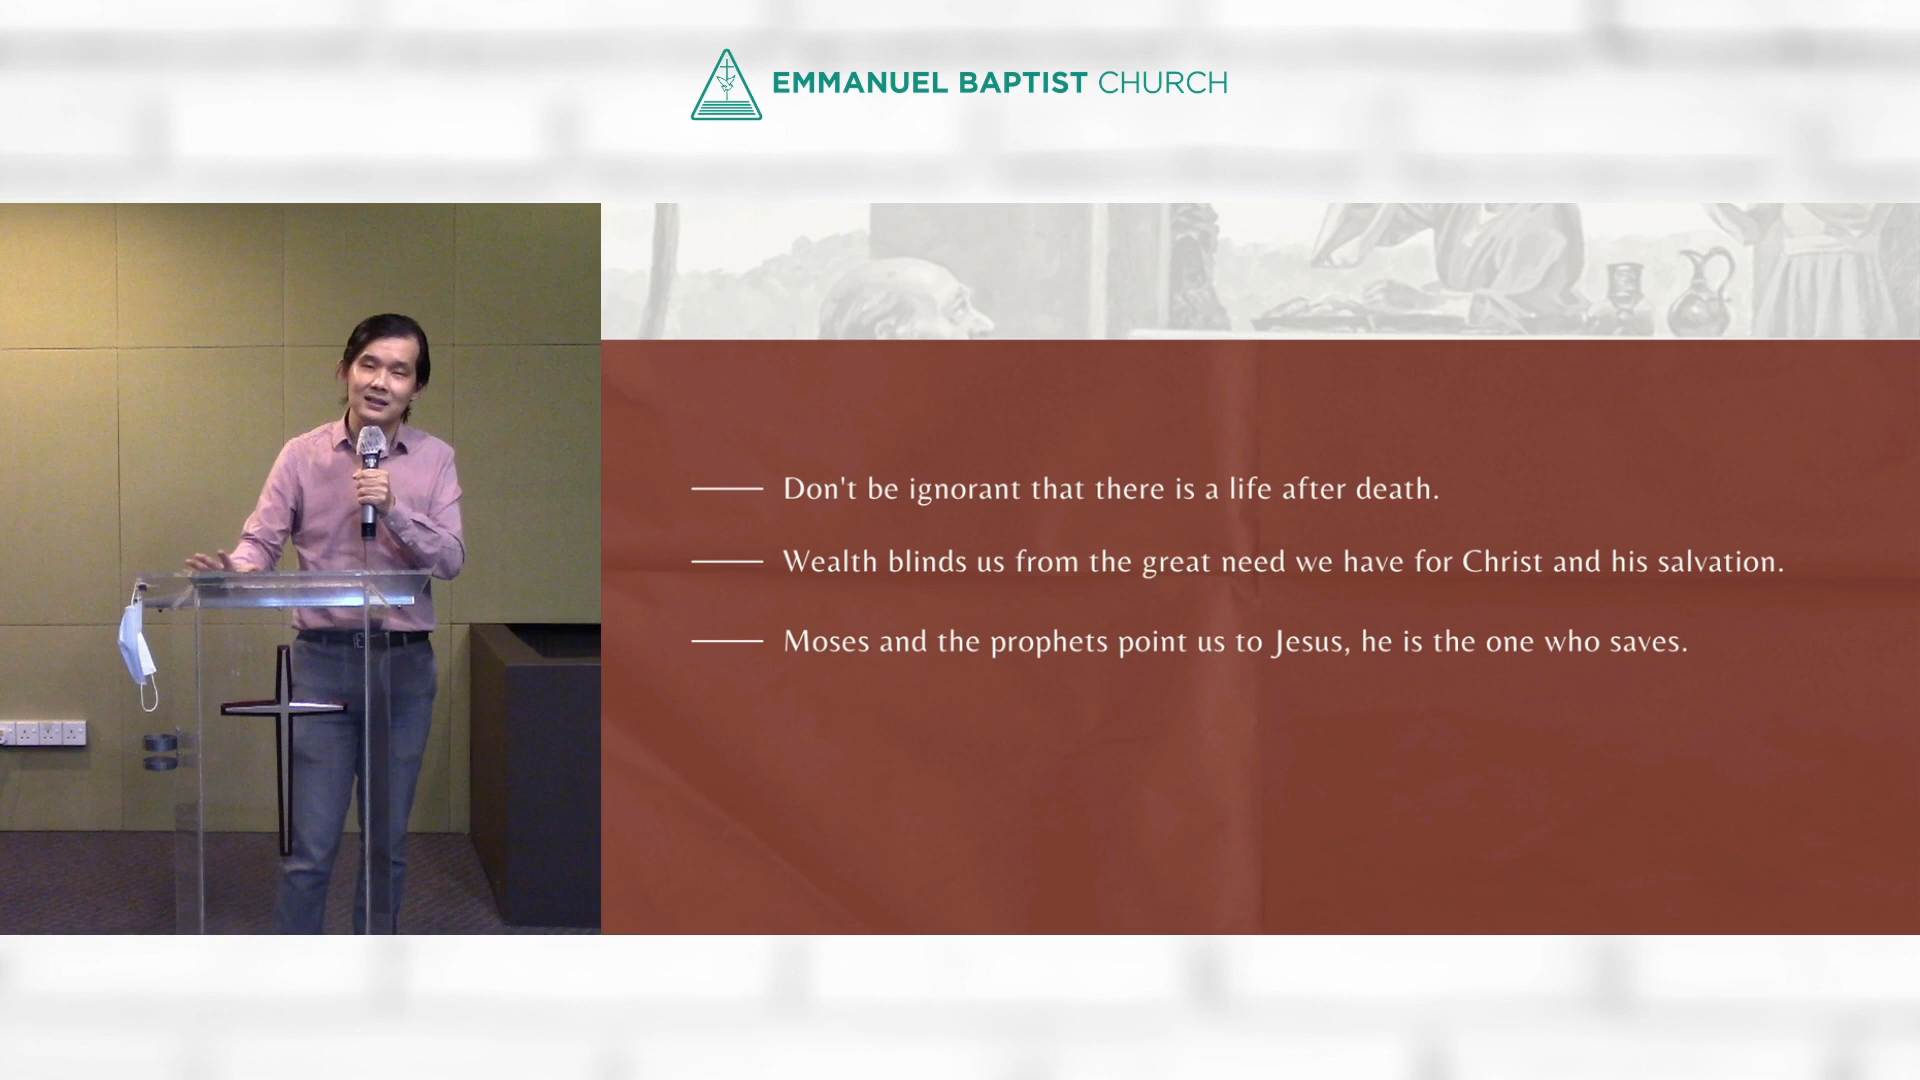 EMMANUEL BAPTIST CHURCH
Don't be ignorant that there is a life after death.
Wealth blinds us from the great need we have for Christ and his salvation.
Moses and the prophets point us to Jesus, he is the one who saves.